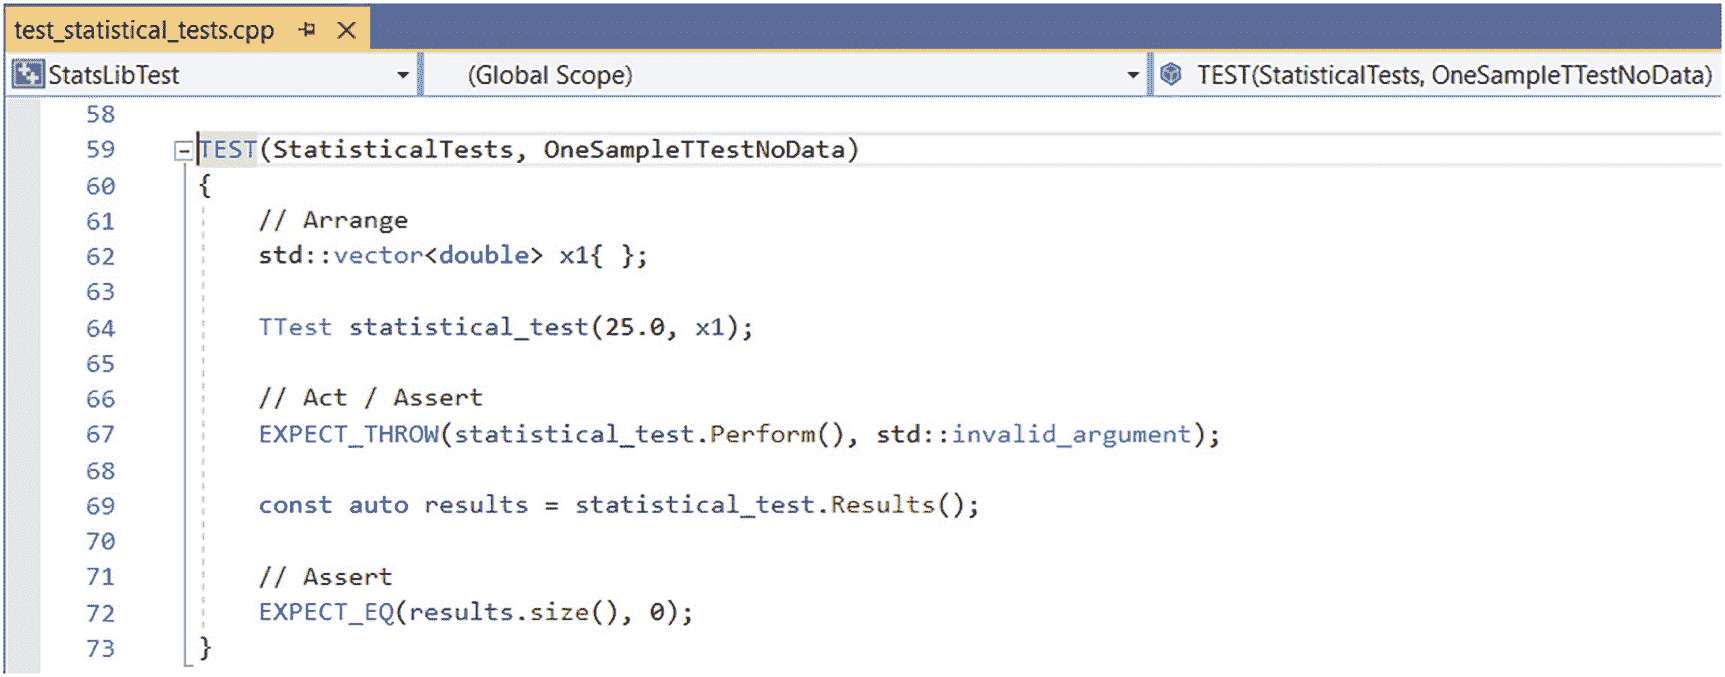 test_statistical_tests.cpp
StatsLibTest (Global Scope) TEST(StatisticalTests, OneSampleTTestNoData)
58
59 TEST(StatisticalTests, OneSampleTTestNoData)
60 {
61 // Arrange
62 std::vector<double> x1{ };
63
64 TTest statistical_test(25.0, x1);
65
66 // Act / Assert
67 EXPECT_THROW(statistical_test.Perform(), std::invalid_argument);
68
69 const auto results = statistical_test.Results();
70
71 // Assert
72 EXPECT_EQ(results.size(), 0);
73 }